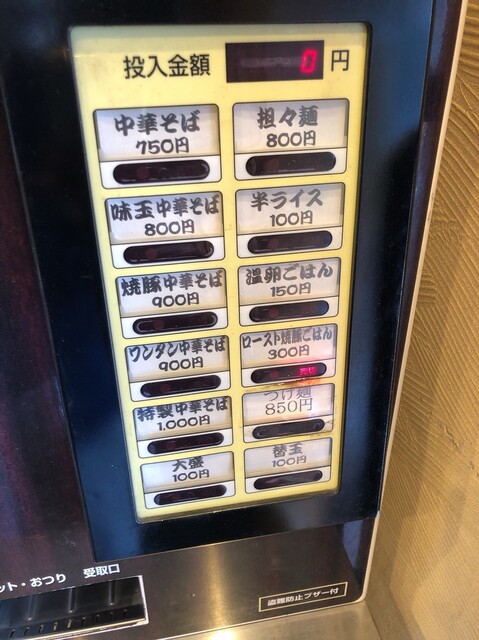 投入金額 0 円
中華そば
750円
担々麺
800円
味玉中華そば
800円
半ライス
100円
焼豚中華そば
900円
温卵ごはん
150円
ワンタン中華そば
900円
ロースト焼豚ごはん
300円
特製中華そば
1,000円
つけ麺
850円
大盛
100円
替玉
100円
ット・おつり 受取口
盗難防止ブザー付